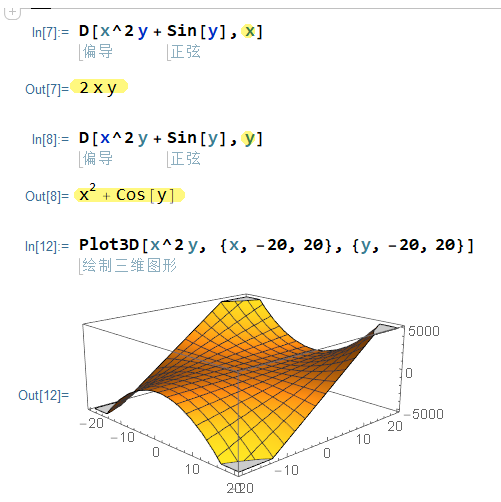 In[7]:= D[x^2 y + Sin[y], x]
偏导 正弦
Out[7]= 2 x y
In[8]:= D[x^2 y + Sin[y], y]
偏导 正弦
Out[8]= x² + Cos[y]
In[12]:= Plot3D[x^2 y, {x, -20, 20}, {y, -20, 20}]
绘制三维图形
Out[12]=
5000
0
-5000
-20
-10
0
10
20
-20
-10
0
10
20